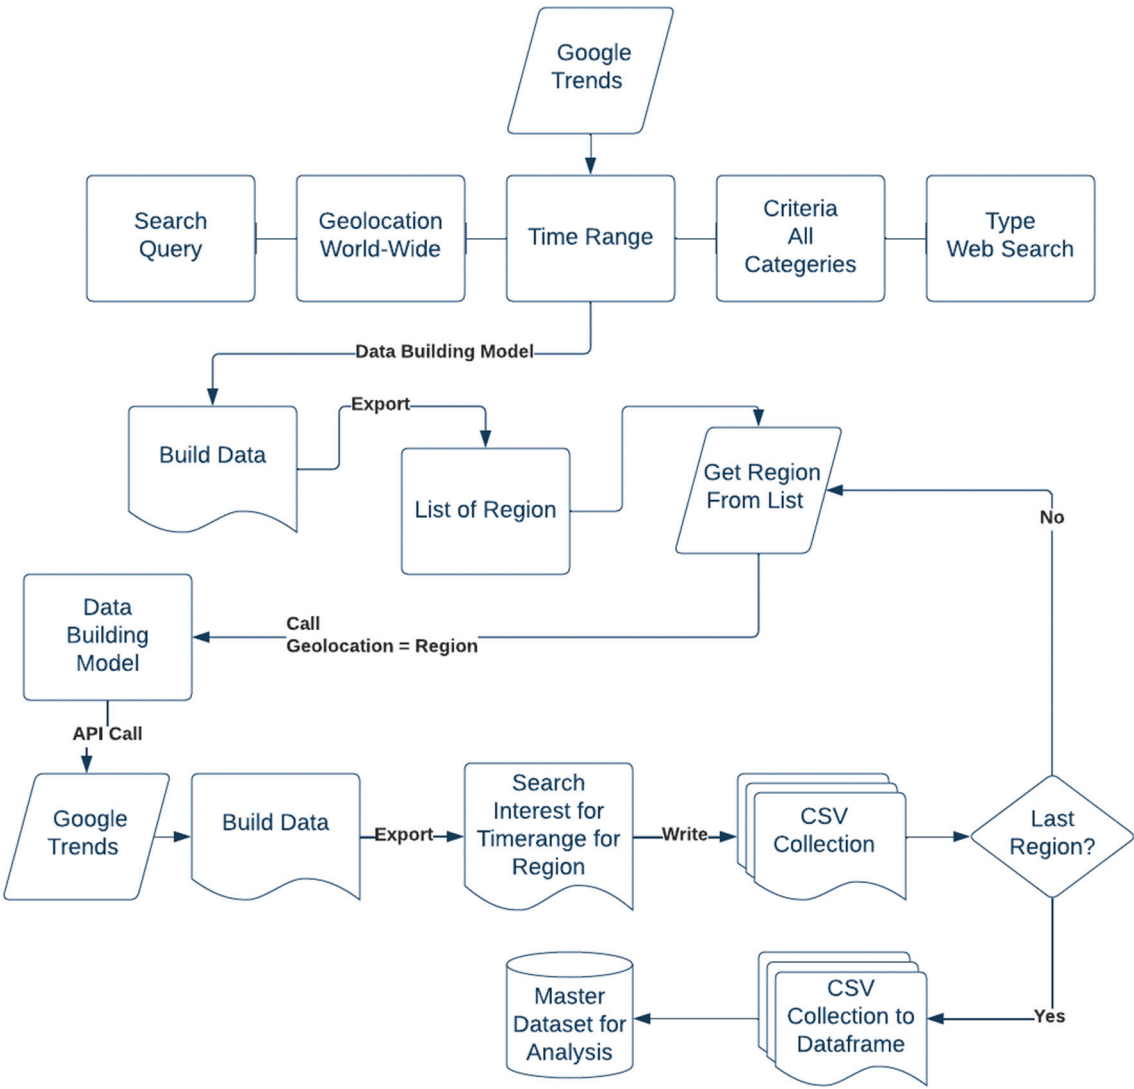 Google
Trends
Search
Query
Geolocation
World-Wide
Time Range
Criteria
All
Categeries
Type
Web Search
Data Building Model
Build Data
Export
List of Region
Get Region
From List
No
Call
Geolocation = Region
Data
Building
Model
API Call
Google
Trends
Build Data
Export
Search
Interest for
Timerange for
Region
Write
CSV
Collection
Last
Region?
Yes
CSV
Collection to
Dataframe
Master
Dataset for
Analysis